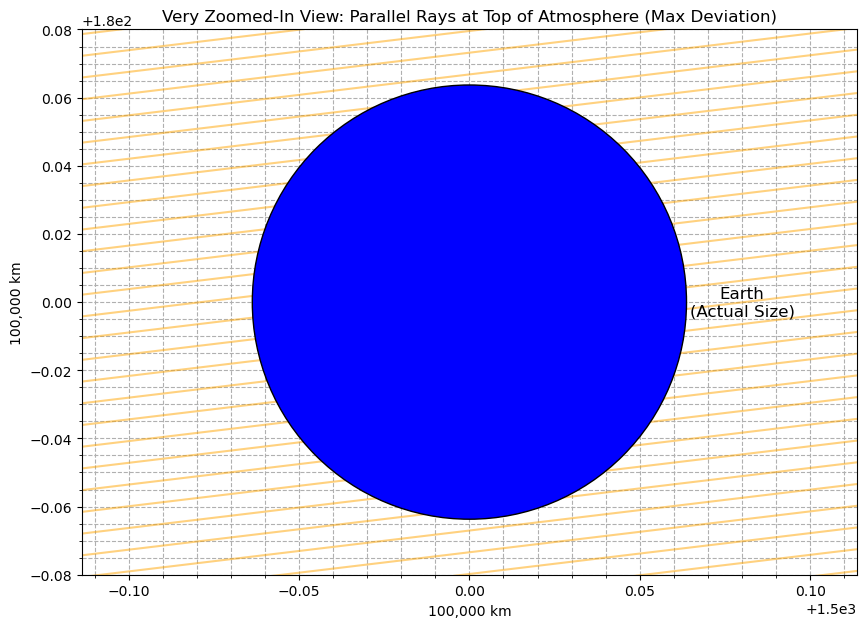 Very Zoomed-In View: Parallel Rays at Top of Atmosphere (Max Deviation)
+1.8e2
0.08
0.06
0.04
0.02
0.00
−0.02
−0.04
−0.06
−0.08
100,000 km
Earth
(Actual Size)
−0.10
−0.05
0.00
0.05
0.10
100,000 km
+1.5e3